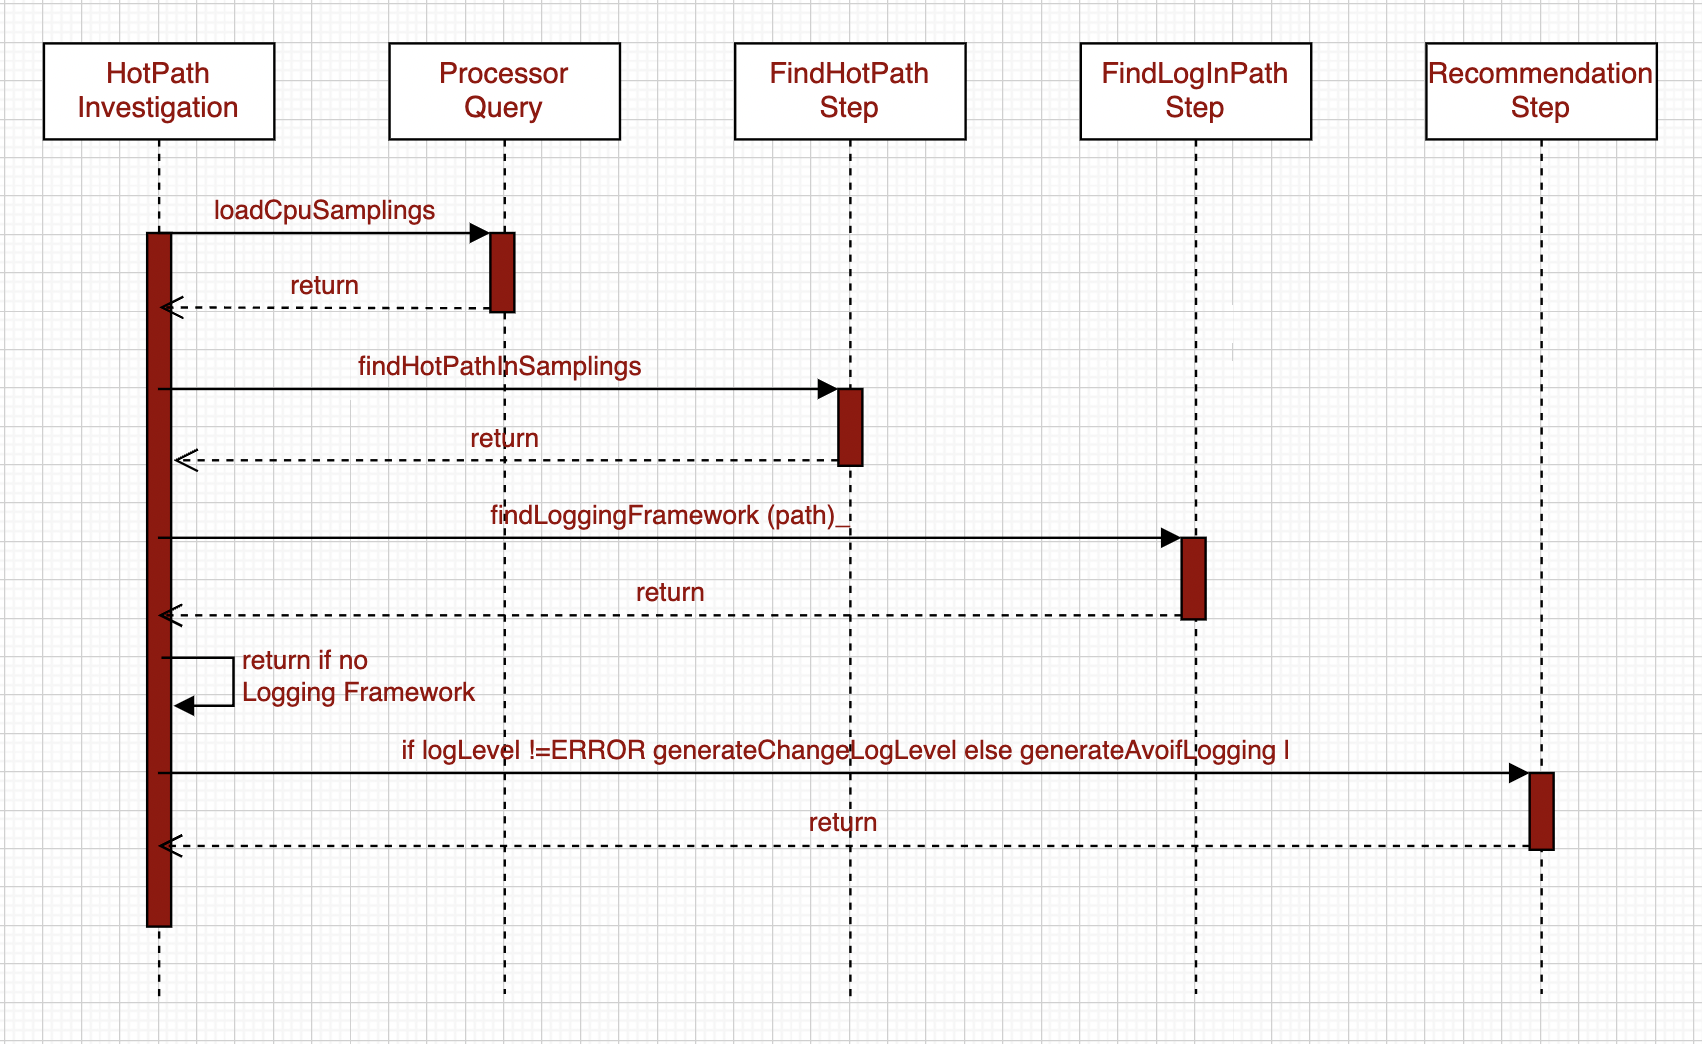 HotPath
Investigation
Processor
Query
FindHotPath
Step
FindLogInPath
Step
Recommendation
Step
loadCpuSamplings
return
findHotPathInSamplings
return
findLoggingFramework (path)_
return
return if no
Logging Framework
if logLevel !=ERROR generateChangeLogLevel else generateAvoifLogging l
return